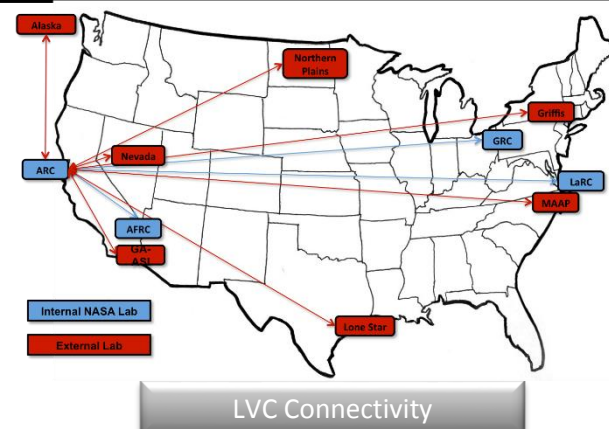 Alaska
Northern
Plains
Griffis
GRC
Nevada
ARC
LaRC
MAAP
AFRC
GA-
ASI
Lone Star
Internal NASA Lab
External Lab
LVC Connectivity